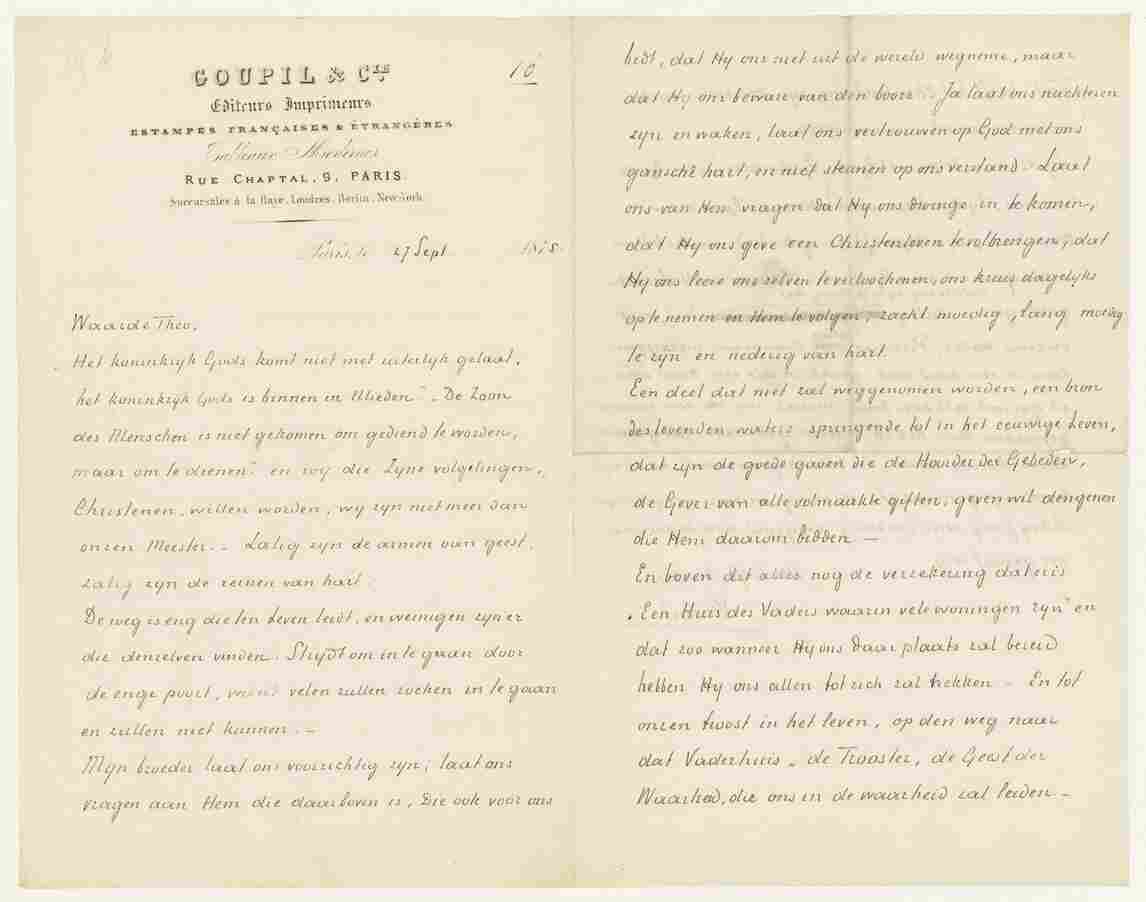 GOUPIL & Cie
Editeurs Imprimeurs
ESTAMPES FRANÇAISES & ÉTRANGÈRES
Tableaux Modernes
RUE CHAPTAL, 9, PARIS.
Succursales à la Haye, Londres, Berlin, New-York.
10
Paris, le 27 Sept. 1875
Waarde Theo,
„Het koninkryk Gods komt niet met uiterlyk gelaat,
het koninkryk Gods is binnen in Ulieden”. „De Zoon
des Menschen is niet gekomen om gediend te worden,
maar om te dienen” en wy die Zyne volgelingen,
Christenen, willen worden, wy zyn niet meer dan
onzen Meester. – Zalig zyn de armen van geest,
zalig zyn de reinen van hart.
De weg is eng die ten Leven leidt, en weinigen zyn er
die denzelven vinden. Strydt om in te gaan door
de enge poort, want velen zullen zoeken in te gaan
en zullen niet kunnen. –
Mijn broeder laat ons voorzichtig zyn; laat ons
vragen aan Hem die daarboven is, Die ook voor ons
bidt, dat Hy ons niet uit de wereld wegneme, maar
dat Hy ons beware van den booze. Ja laat ons nuchteren
zyn en waken, laat ons vertrouwen op God met ons
gansche hart, en niet steunen op ons verstand. Laat
ons van Hem vragen dat Hy ons dwinge in te komen,
dat Hy ons geve een Christenleven te volbrengen; dat
Hy ons leere ons zelven te verloochenen, ons kruis dagelyks
op te nemen en Hem te volgen; zacht moedig, lang moedig
te zyn en nederig van hart.
Een deel dat niet zal weggenomen worden, een bron
des levenden waters springende tot in het eeuwige Leven,
dat zyn de goede gaven die de Hoorder der Gebeden,
de Gever van alle volmaakte giften, geven wil dengenen
die Hem daarom bidden –
En boven dit alles nog de verzekering dat er is
„Een Huis des Vaders waarin vele woningen zyn” en
dat zoo wanneer Hy ons daar plaats zal bereid
hebben Hy ons allen tot zich zal trekken – En tot
onzen troost in het leven, op den weg naar
dat Vaderhuis „de Trooster, de Geest der
Waarheid, die ons in de waarheid zal leiden –